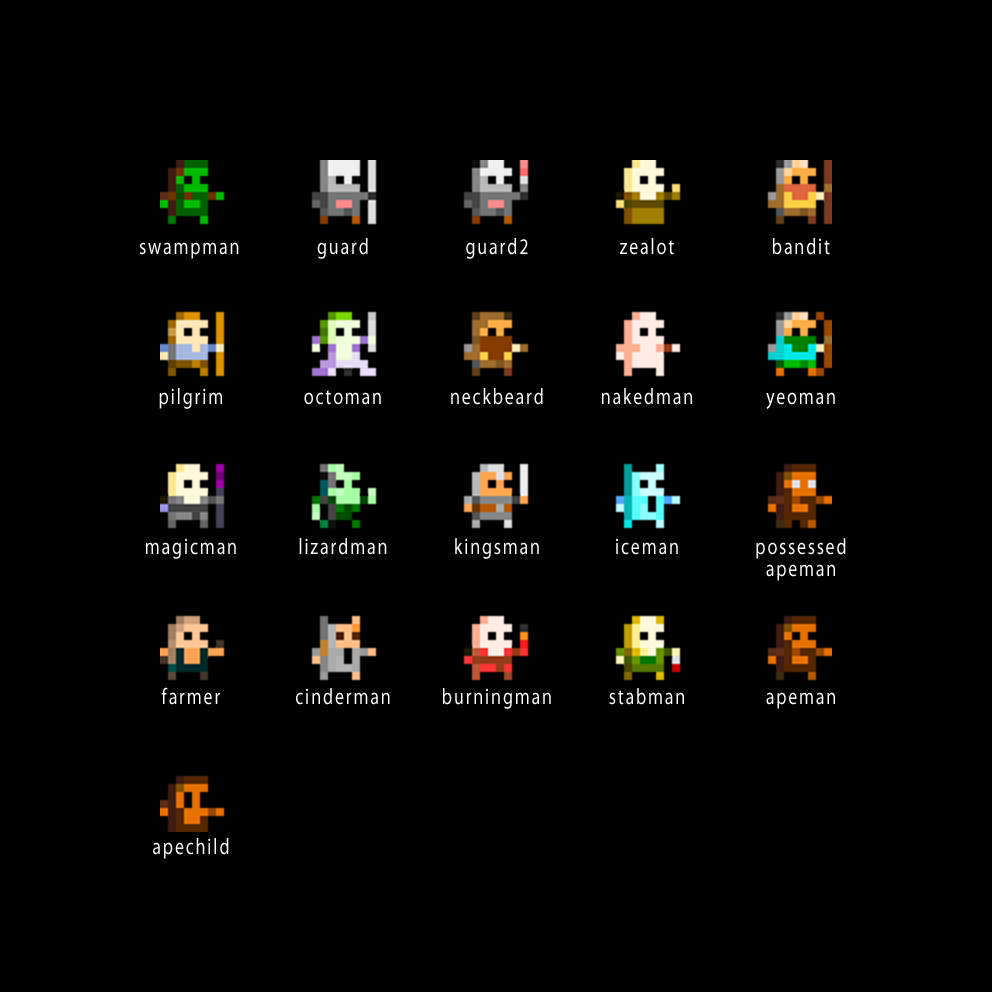 swampman
guard
guard2
zealot
bandit
pilgrim
octoman
neckbeard
nakedman
yeoman
magicman
lizardman
kingsman
iceman
possessed
apeman
farmer
cinderman
burningman
stabman
apeman
apechild